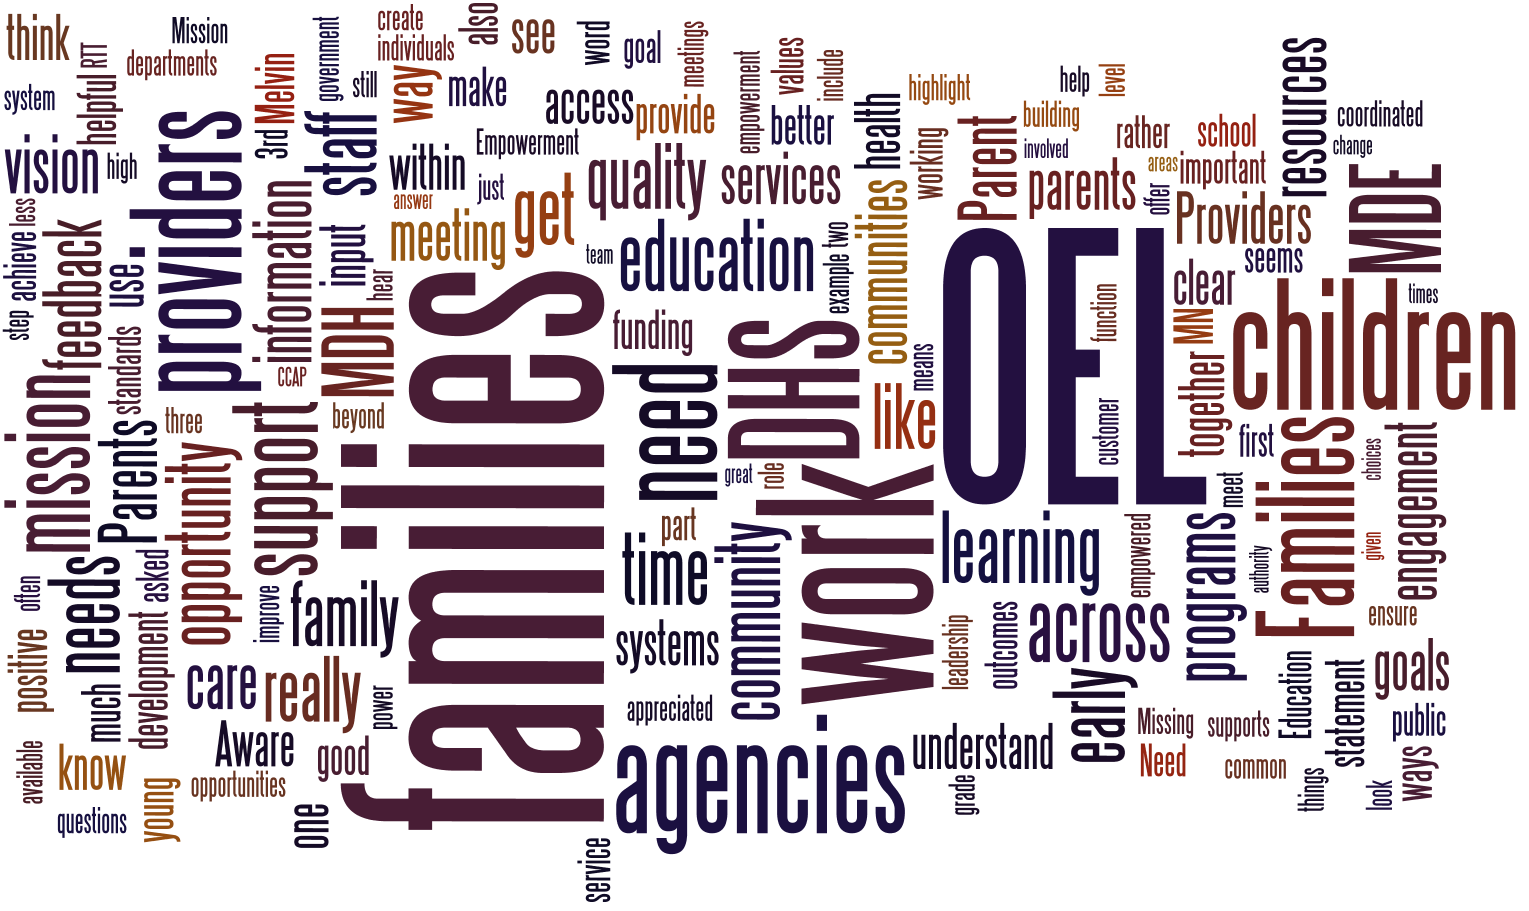 think
RTT
Mission
departments
system
helpful
vision
high
providers
3rd
Melvin
government
still
create
individuals
also
see
way
make
staff
within
word
goal
meetings
access
provide
empowerment
values
include
better
Empowerment
just
answer
meeting
get
quality
services
health
highlight
working
help
level
building
involved
Parent
parents
rather
school
areas
important
offer
Providers
resources
coordinated
change
MDE
seems
clear
times
less
achieve
step
feedback
use.
information
input
hear
MDH
CCAP
beyond
standards
three
mission
Parents
opportunity
support
families
team
education
example
two
communities
funding
DHS
need
means
like
great
role
work
OEL
function
MN
customer
together
children
first
Families
choices
engagement
meet
given
authority
needs
often
asked
development
improve
family
time
part
systems
community
learning
empowered
programs
across
outcomes
leadership
ensure
positive
much
care
really
power
Aware
good
appreciated
available
know
young
opportunities
questions
one
agencies
service
understand
grade
early
Missing
Need
supports
common
Education
statement
goals
public
things
look
ways